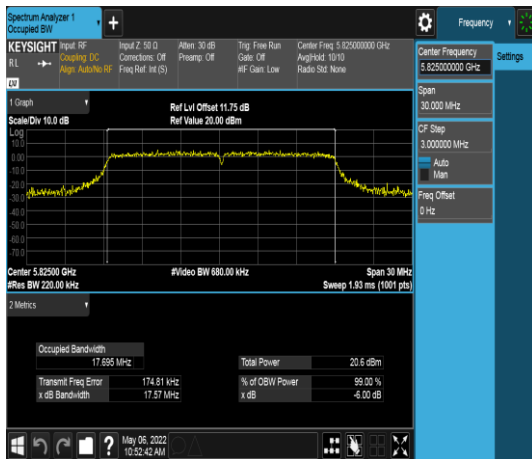 Spectrum Analyzer 1
Occupied BW
Frequency
KEYSIGHT
RL
Input: RF
Coupling: DC
Align: Auto/No RF
Input Z: 50 Ω
Corrections: Off
Freq Ref: Int (S)
Atten: 30 dB
Preamp: Off
Trig: Free Run
Gate: Off
#IF Gain: Low
Center Freq: 5.825000000 GHz
Avg|Hold: 10/10
Radio Std: None
LXI
Center Frequency
5.825000000 GHz
Settings
Span
30.000 MHz
CF Step
3.000000 MHz
Auto
Man
Freq Offset
0 Hz
1 Graph
Scale/Div 10.0 dB
Ref Lvl Offset 11.75 dB
Ref Value 20.00 dBm
Log
10.0
0.00
-10.0
-20.0
-30.0
-40.0
-50.0
-60.0
-70.0
Center 5.82500 GHz
#Res BW 220.00 kHz
#Video BW 680.00 kHz
Span 30 MHz
Sweep 1.93 ms (1001 pts)
2 Metrics
Occupied Bandwidth
17.695 MHz
Total Power 20.6 dBm
Transmit Freq Error 174.81 kHz
% of OBW Power 99.00 %
x dB Bandwidth 17.57 MHz
x dB -6.00 dB
May 06, 2022
10:52:42 AM